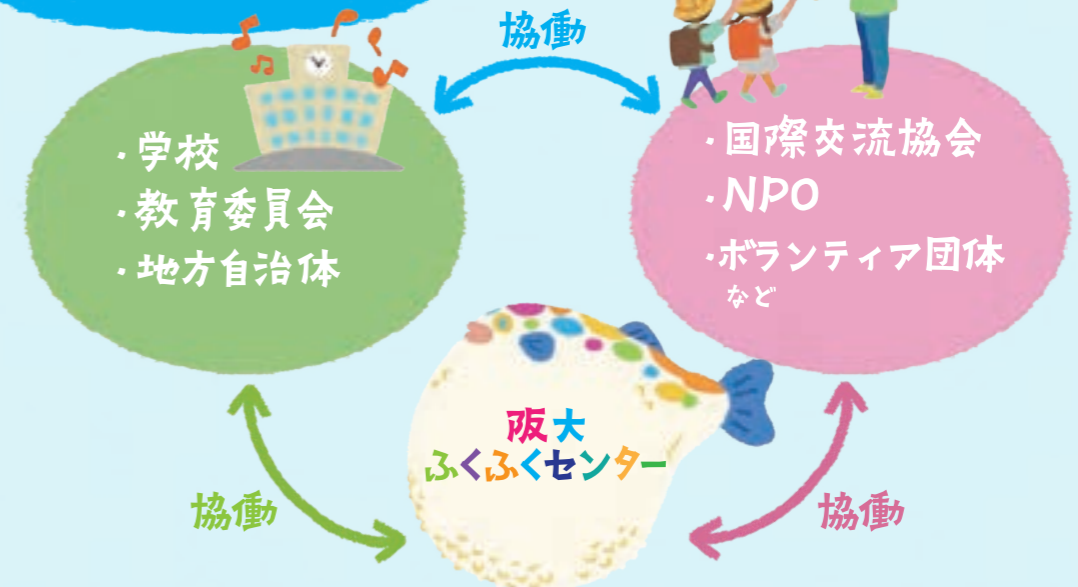 協働
・学校
・教育委員会
・地方自治体
・国際交流協会
・NPO
・ボランティア団体
など
阪大
ふくふくセンター
協働
協働